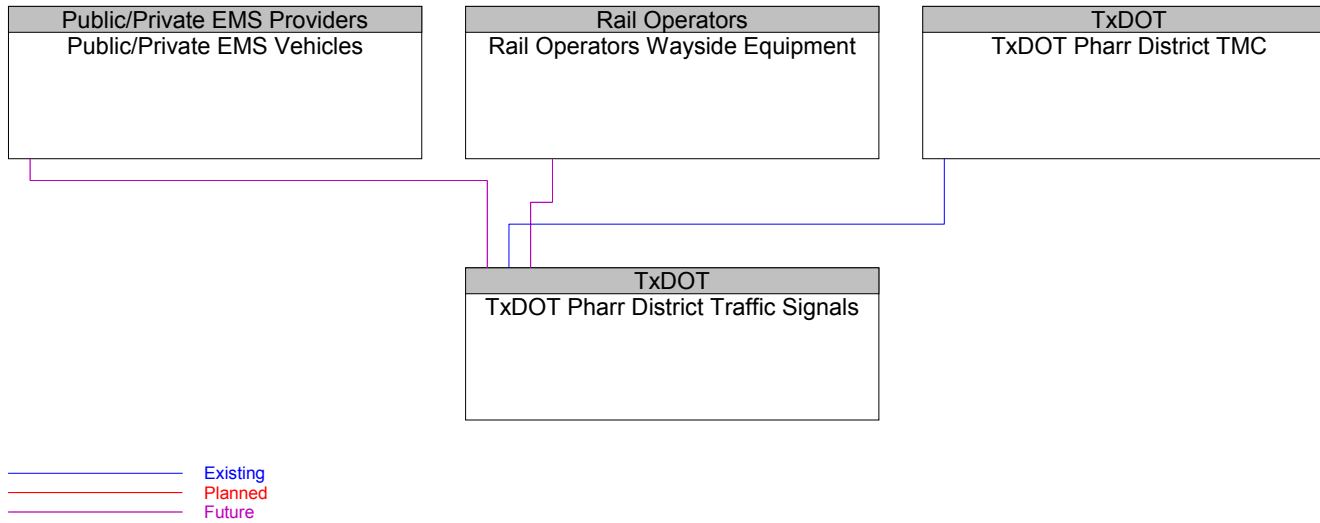 Public/Private EMS Providers
Public/Private EMS Vehicles
Rail Operators
Rail Operators Wayside Equipment
TxDOT
TxDOT Pharr District TMC
TxDOT
TxDOT Pharr District Traffic Signals
Existing
Planned
Future